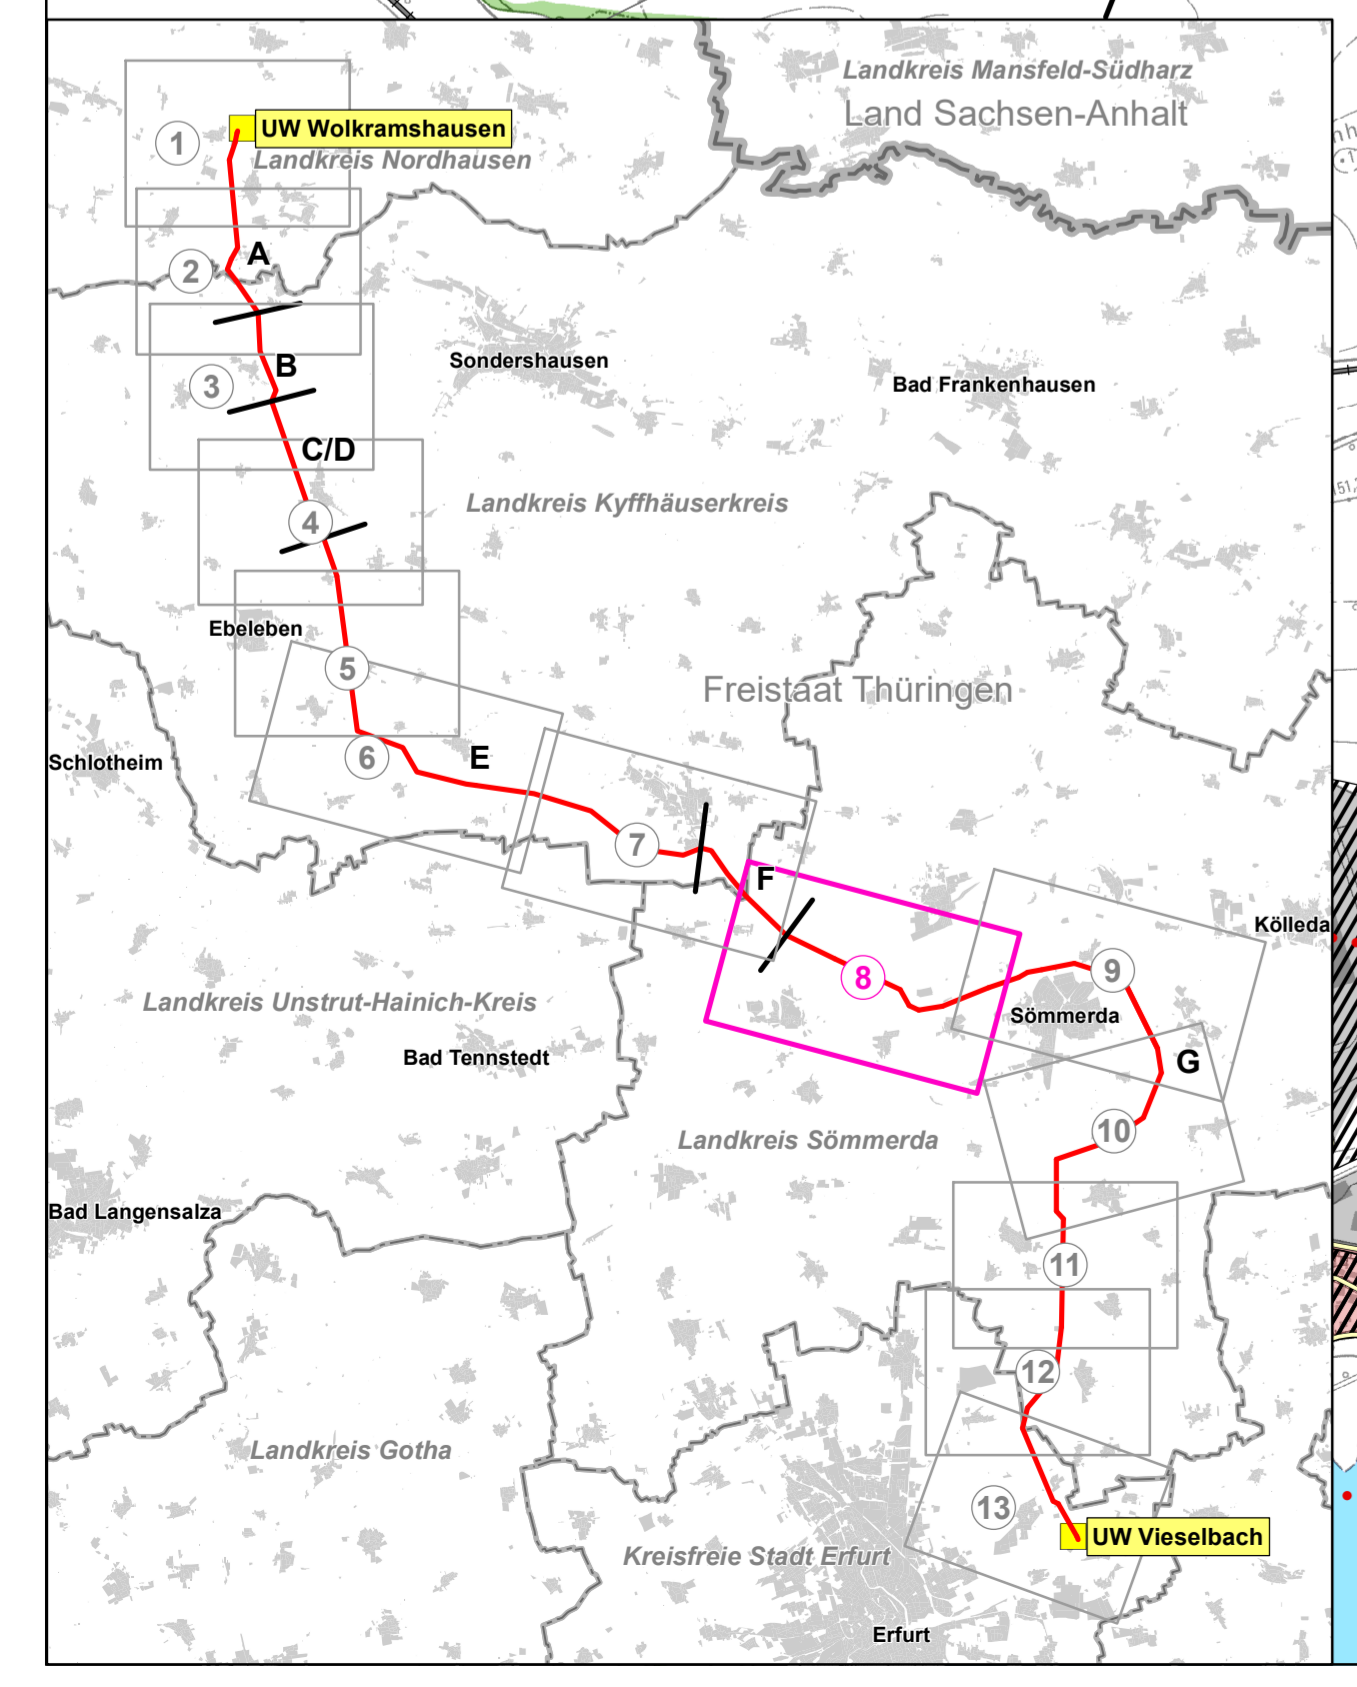 Landkreis Mansfeld-Südharz
Land Sachsen-Anhalt
UW Wolkramshausen
1
Landkreis Nordhausen
A
2
B
Sondershausen
3
Bad Frankenhausen
C/D
Landkreis Kyffhäuserkreis
4
Ebeleben
5
Freistaat Thüringen
Schlotheim
6
E
7
F
Kölleda
8
9
Landkreis Unstrut-Hainich-Kreis
Sömmerda
Bad Tennstedt
G
10
Landkreis Sömmerda
Bad Langensalza
11
12
Landkreis Gotha
13
UW Vieselbach
Kreisfreie Stadt Erfurt
Erfurt